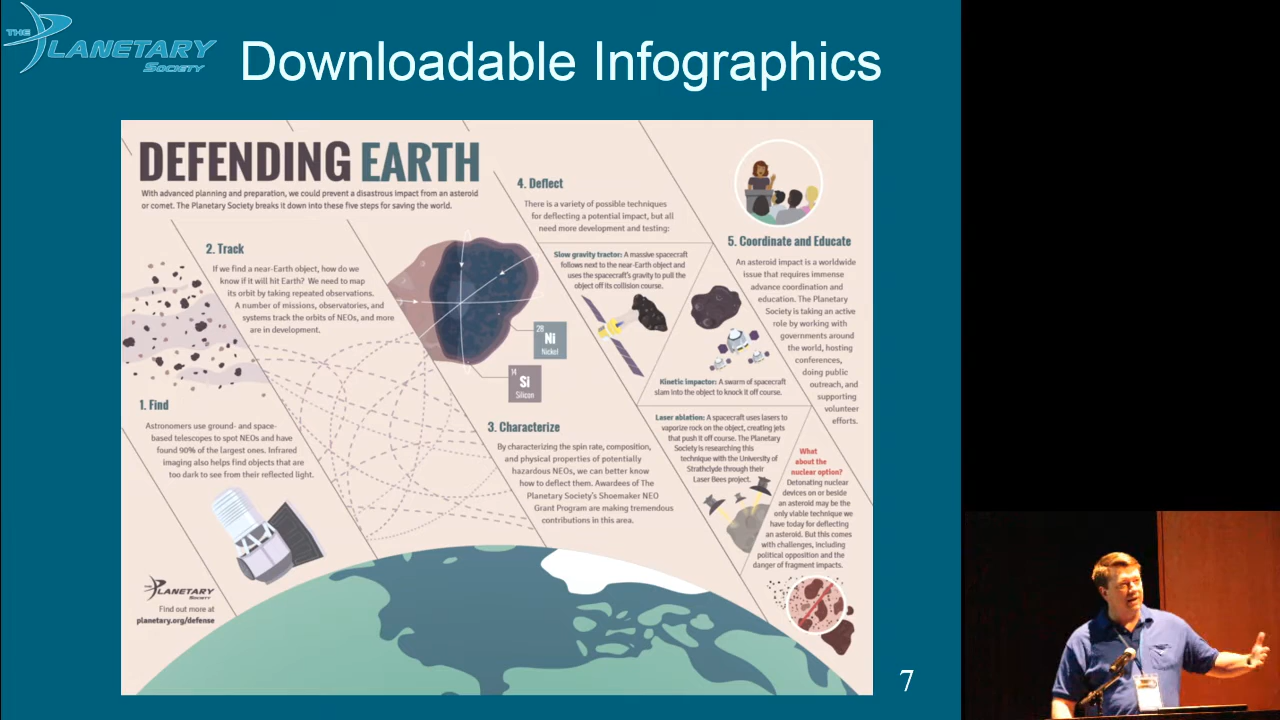 THE PLANETARY
SOCIETY
Downloadable Infographics
DEFENDING EARTH
With advanced planning and preparation, we could prevent a disastrous impact from an asteroid
or comet. The Planetary Society breaks it down into these five steps for saving the world.
1. Find
Astronomers use ground- and space-
based telescopes to spot NEOs and have
found 90% of the largest ones. Infrared
imaging also helps find objects that are
too dark to see from their reflected light.
2. Track
If we find a near-Earth object, how do we
know if it will hit Earth? We need to map
its orbit by taking repeated observations.
A number of missions, observatories, and
systems track the orbits of NEOs, and more
are in development.
28
Ni
Nickel
14
Si
Silicon
3. Characterize
By characterizing the spin rate, composition,
and physical properties of potentially
hazardous NEOs, we can better know
how to deflect them. Awardees of The
Planetary Society's Shoemaker NEO
Grant Program are making tremendous
contributions in this area.
4. Deflect
There is a variety of possible techniques
for deflecting a potential impact, but all
need more development and testing:
Slow gravity tractor: A massive spacecraft
follows next to the near-Earth object and
uses the spacecraft's gravity to pull the
object off its collision course.
Kinetic impactor: A swarm of spacecraft
slam into the object to knock it off course.
Laser ablation: A spacecraft uses lasers to
vaporize rock on the object, creating jets
that push it off course. The Planetary
Society is researching this
technique with the University of
Strathclyde through their
Laser Bees project.
What
about the
nuclear option?
Detonating nuclear
devices on or beside
an asteroid may be the
only viable technique we
have today for deflecting
an asteroid. But this comes
with challenges, including
political opposition and the
danger of fragment impacts.
5. Coordinate and Educate
An asteroid impact is a worldwide
issue that requires immense
advance coordination and
education. The Planetary
Society is taking an active
role by working with
governments around
the world, hosting
conferences,
doing public
outreach, and
supporting
volunteer
efforts.
THE PLANETARY
SOCIETY
Find out more at
planetary.org/defense
7